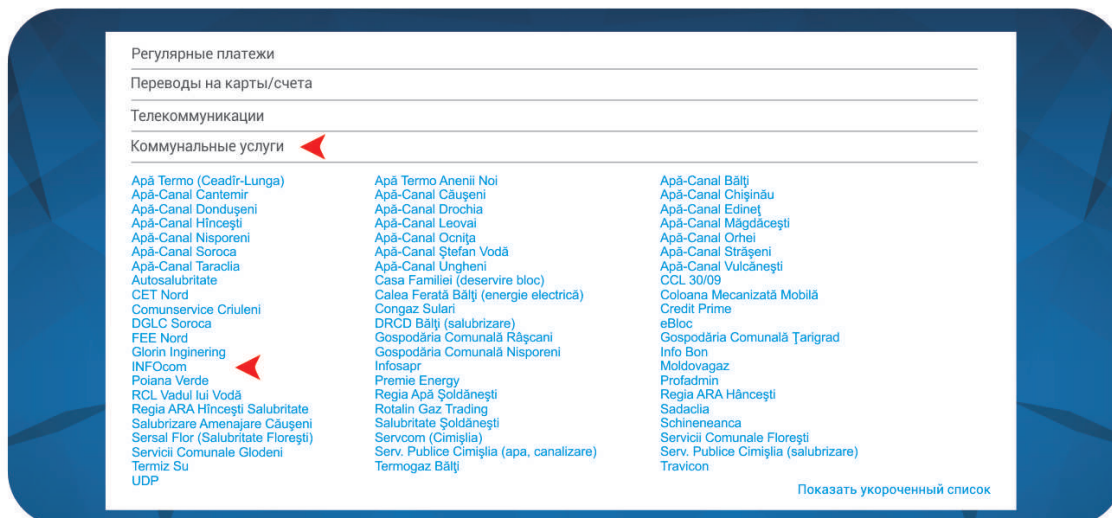 Регулярные платежи
Переводы на карты/счета
Телекоммуникации
Коммунальные услуги
Apă Termo (Ceadîr-Lunga)
Apă-Canal Cantemir
Apă-Canal Donduşeni
Apă-Canal Hînceşti
Apă-Canal Nisporeni
Apă-Canal Soroca
Apă-Canal Taraclia
Autosalubritate
CET Nord
Comunservice Criuleni
DGLC Soroca
FEE Nord
Glorin Inginering
INFOcom
Poiana Verde
RCL Vadul lui Vodă
Regia ARA Hînceşti Salubritate
Salubrizare Amenajare Căuşeni
Sersal Flor (Salubritate Floreşti)
Servicii Comunale Glodeni
Termiz Su
UDP
Apă Termo Anenii Noi
Apă-Canal Căuşeni
Apă-Canal Drochia
Apă-Canal Leovai
Apă-Canal Ocniţa
Apă-Canal Ştefan Vodă
Apă-Canal Ungheni
Casa Familiei (deservire bloc)
Calea Ferată Bălţi (energie electrică)
Congaz Sulari
DRCD Bălţi (salubrizare)
Gospodăria Comunală Râşcani
Gospodăria Comunală Nisporeni
Infosapr
Premie Energy
Regia Apă Şoldăneşti
Rotalin Gaz Trading
Salubritate Şoldăneşti
Servcom (Cimişlia)
Serv. Publice Cimişlia (apa, canalizare)
Termogaz Bălţi
Apă-Canal Bălţi
Apă-Canal Chişinău
Apă-Canal Edineţ
Apă-Canal Măgdăceşti
Apă-Canal Orhei
Apă-Canal Străşeni
Apă-Canal Vulcăneşti
CCL 30/09
Coloana Mecanizată Mobilă
Credit Prime
eBloc
Gospodăria Comunală Ţarigrad
Info Bon
Moldovagaz
Profadmin
Regia ARA Hânceşti
Sadaclia
Schineneanca
Servicii Comunale Floreşti
Serv. Publice Cimişlia (salubrizare)
Travicon
Показать укороченный список